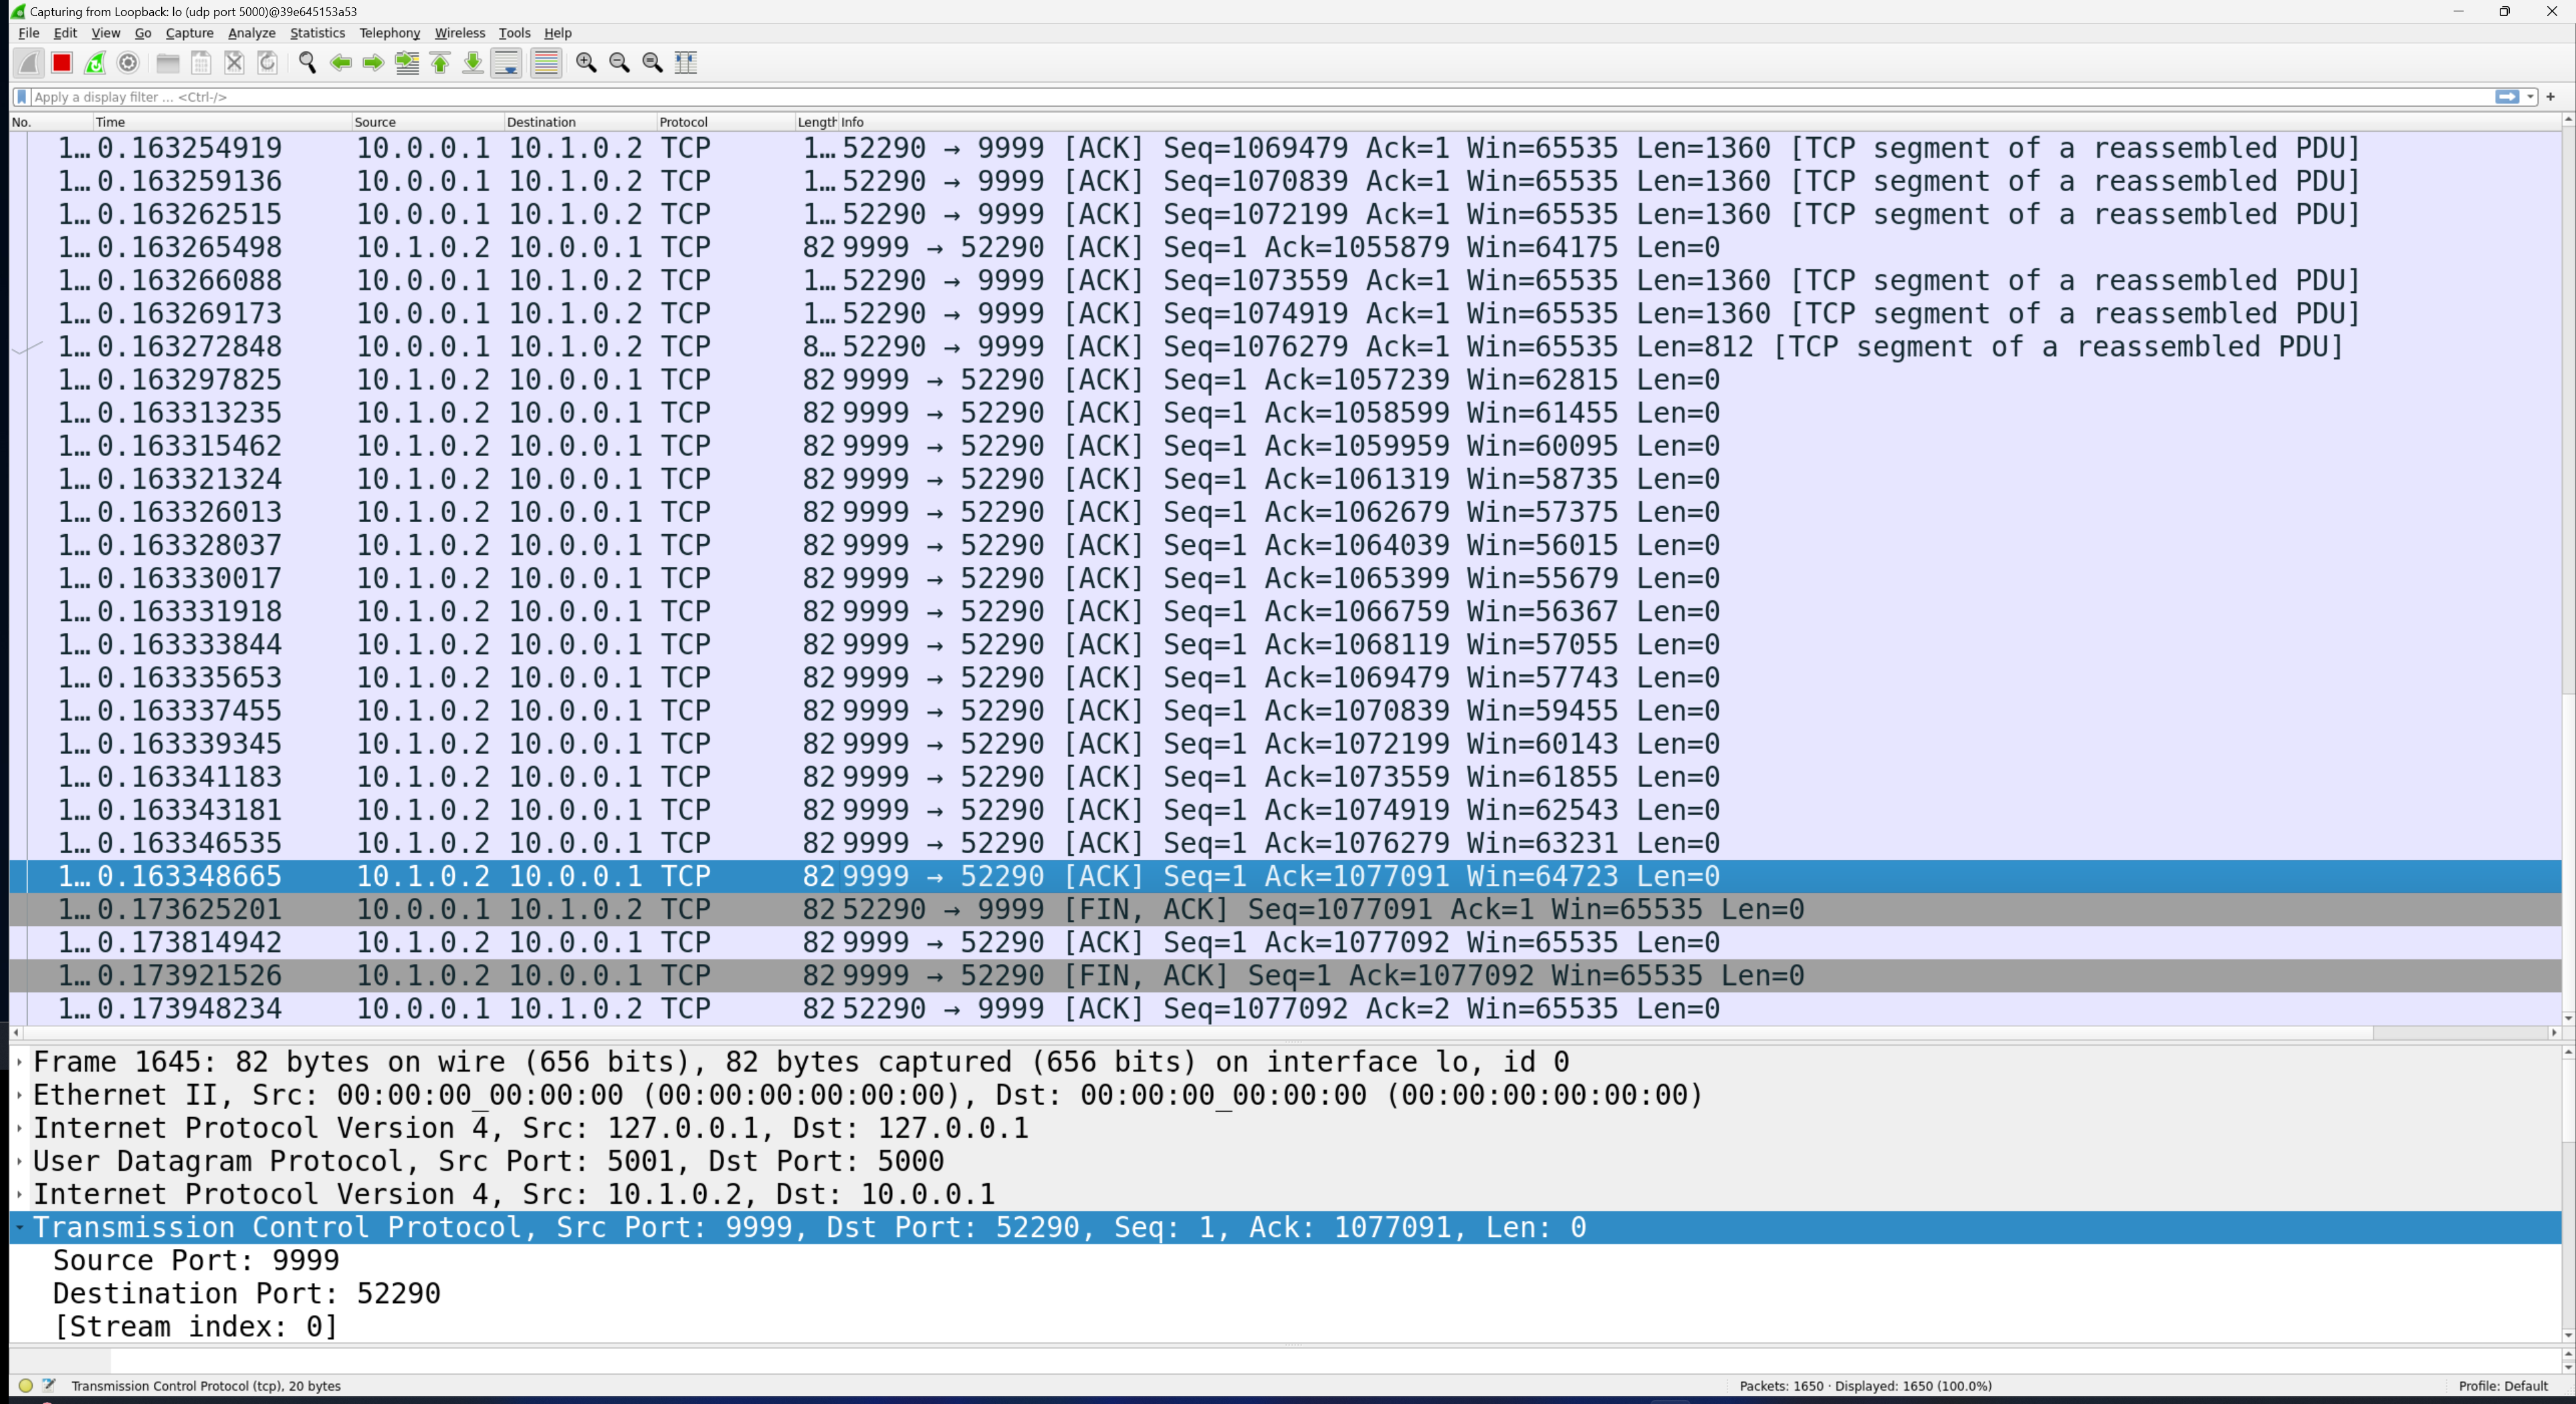 Capturing from Loopback: lo (udp port 5000)@39e645153a53
File Edit View Go Capture Analyze Statistics Telephony Wireless Tools Help
Apply a display filter ... <Ctrl-/>
No. Time Source Destination Protocol Length Info
1… 0.163254919 10.0.0.1 10.1.0.2 TCP 1… 52290 → 9999 [ACK] Seq=1069479 Ack=1 Win=65535 Len=1360 [TCP segment of a reassembled PDU]
1… 0.163259136 10.0.0.1 10.1.0.2 TCP 1… 52290 → 9999 [ACK] Seq=1070839 Ack=1 Win=65535 Len=1360 [TCP segment of a reassembled PDU]
1… 0.163262515 10.0.0.1 10.1.0.2 TCP 1… 52290 → 9999 [ACK] Seq=1072199 Ack=1 Win=65535 Len=1360 [TCP segment of a reassembled PDU]
1… 0.163265498 10.1.0.2 10.0.0.1 TCP 82 9999 → 52290 [ACK] Seq=1 Ack=1055879 Win=64175 Len=0
1… 0.163266088 10.0.0.1 10.1.0.2 TCP 1… 52290 → 9999 [ACK] Seq=1073559 Ack=1 Win=65535 Len=1360 [TCP segment of a reassembled PDU]
1… 0.163269173 10.0.0.1 10.1.0.2 TCP 1… 52290 → 9999 [ACK] Seq=1074919 Ack=1 Win=65535 Len=1360 [TCP segment of a reassembled PDU]
1… 0.163272848 10.0.0.1 10.1.0.2 TCP 8… 52290 → 9999 [ACK] Seq=1076279 Ack=1 Win=65535 Len=812 [TCP segment of a reassembled PDU]
1… 0.163297825 10.1.0.2 10.0.0.1 TCP 82 9999 → 52290 [ACK] Seq=1 Ack=1057239 Win=62815 Len=0
1… 0.163313235 10.1.0.2 10.0.0.1 TCP 82 9999 → 52290 [ACK] Seq=1 Ack=1058599 Win=61455 Len=0
1… 0.163315462 10.1.0.2 10.0.0.1 TCP 82 9999 → 52290 [ACK] Seq=1 Ack=1059959 Win=60095 Len=0
1… 0.163321324 10.1.0.2 10.0.0.1 TCP 82 9999 → 52290 [ACK] Seq=1 Ack=1061319 Win=58735 Len=0
1… 0.163326013 10.1.0.2 10.0.0.1 TCP 82 9999 → 52290 [ACK] Seq=1 Ack=1062679 Win=57375 Len=0
1… 0.163328037 10.1.0.2 10.0.0.1 TCP 82 9999 → 52290 [ACK] Seq=1 Ack=1064039 Win=56015 Len=0
1… 0.163330017 10.1.0.2 10.0.0.1 TCP 82 9999 → 52290 [ACK] Seq=1 Ack=1065399 Win=55679 Len=0
1… 0.163331918 10.1.0.2 10.0.0.1 TCP 82 9999 → 52290 [ACK] Seq=1 Ack=1066759 Win=56367 Len=0
1… 0.163333844 10.1.0.2 10.0.0.1 TCP 82 9999 → 52290 [ACK] Seq=1 Ack=1068119 Win=57055 Len=0
1… 0.163335653 10.1.0.2 10.0.0.1 TCP 82 9999 → 52290 [ACK] Seq=1 Ack=1069479 Win=57743 Len=0
1… 0.163337455 10.1.0.2 10.0.0.1 TCP 82 9999 → 52290 [ACK] Seq=1 Ack=1070839 Win=59455 Len=0
1… 0.163339345 10.1.0.2 10.0.0.1 TCP 82 9999 → 52290 [ACK] Seq=1 Ack=1072199 Win=60143 Len=0
1… 0.163341183 10.1.0.2 10.0.0.1 TCP 82 9999 → 52290 [ACK] Seq=1 Ack=1073559 Win=61855 Len=0
1… 0.163343181 10.1.0.2 10.0.0.1 TCP 82 9999 → 52290 [ACK] Seq=1 Ack=1074919 Win=62543 Len=0
1… 0.163346535 10.1.0.2 10.0.0.1 TCP 82 9999 → 52290 [ACK] Seq=1 Ack=1076279 Win=63231 Len=0
1… 0.163348665 10.1.0.2 10.0.0.1 TCP 82 9999 → 52290 [ACK] Seq=1 Ack=1077091 Win=64723 Len=0
1… 0.173625201 10.0.0.1 10.1.0.2 TCP 82 52290 → 9999 [FIN, ACK] Seq=1077091 Ack=1 Win=65535 Len=0
1… 0.173814942 10.1.0.2 10.0.0.1 TCP 82 9999 → 52290 [ACK] Seq=1 Ack=1077092 Win=65535 Len=0
1… 0.173921526 10.1.0.2 10.0.0.1 TCP 82 9999 → 52290 [FIN, ACK] Seq=1 Ack=1077092 Win=65535 Len=0
1… 0.173948234 10.0.0.1 10.1.0.2 TCP 82 52290 → 9999 [ACK] Seq=1077092 Ack=2 Win=65535 Len=0
Frame 1645: 82 bytes on wire (656 bits), 82 bytes captured (656 bits) on interface lo, id 0
Ethernet II, Src: 00:00:00_00:00:00 (00:00:00:00:00:00), Dst: 00:00:00_00:00:00 (00:00:00:00:00:00)
Internet Protocol Version 4, Src: 127.0.0.1, Dst: 127.0.0.1
User Datagram Protocol, Src Port: 5001, Dst Port: 5000
Internet Protocol Version 4, Src: 10.1.0.2, Dst: 10.0.0.1
Transmission Control Protocol, Src Port: 9999, Dst Port: 52290, Seq: 1, Ack: 1077091, Len: 0
Source Port: 9999
Destination Port: 52290
[Stream index: 0]
Transmission Control Protocol (tcp), 20 bytes
Packets: 1650 · Displayed: 1650 (100.0%)
Profile: Default